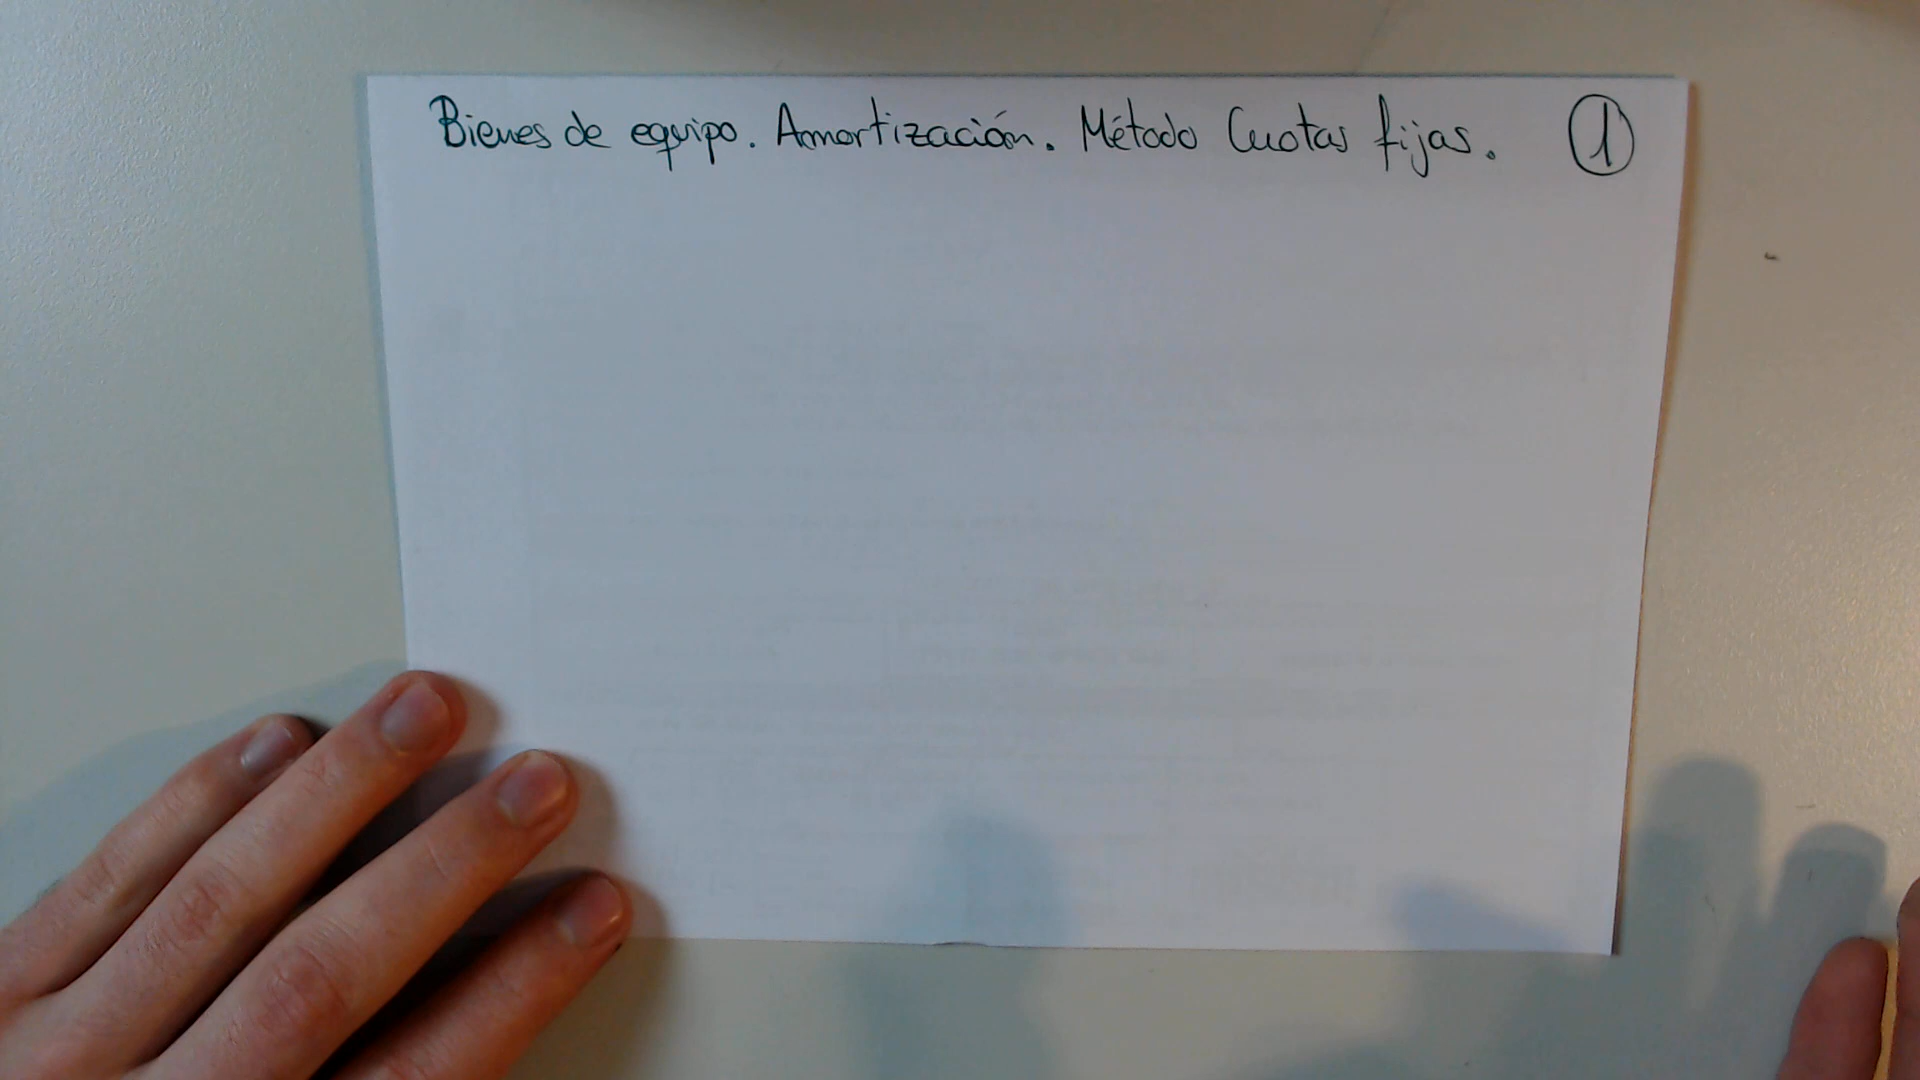 Bienes de equipo. Amortización. Método Cuotas fijas. 1